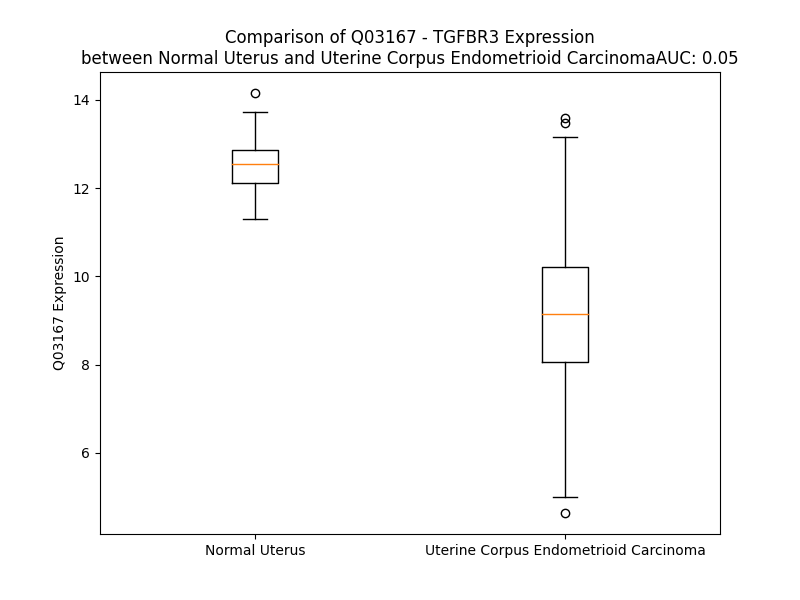 Comparison of Q03167 - TGFBR3 Expression
between Normal Uterus and Uterine Corpus Endometrioid CarcinomaAUC: 0.05
14
12
10
8
6
Q03167 Expression
Normal Uterus
Uterine Corpus Endometrioid Carcinoma